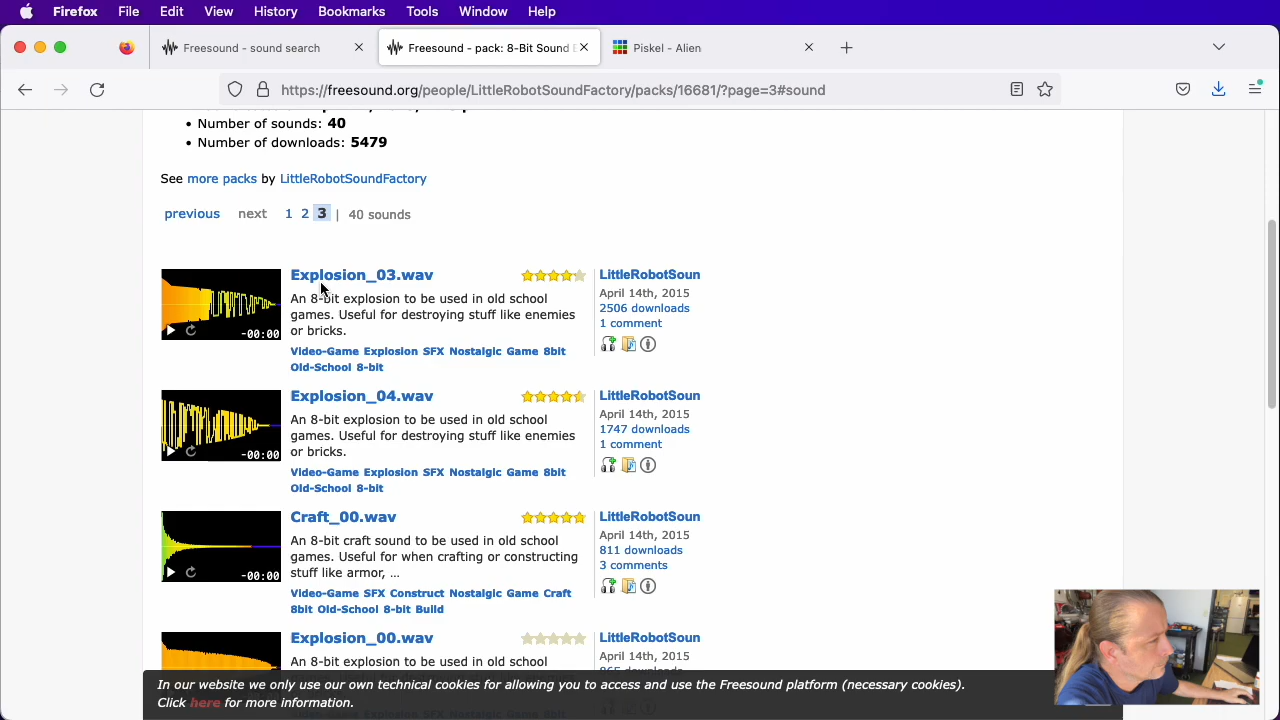 Firefox File Edit View History Bookmarks Tools Window Help
Freesound - sound search
Freesound - pack: 8-Bit Sound E
Piskel - Alien
https://freesound.org/people/LittleRobotSoundFactory/packs/16681/?page=3#sound
• Number of sounds: 40
• Number of downloads: 5479
See more packs by LittleRobotSoundFactory
previous next 1 2 3 | 40 sounds
Explosion_03.wav
An 8-bit explosion to be used in old school
games. Useful for destroying stuff like enemies
or bricks.
Video-Game Explosion SFX Nostalgic Game 8bit
Old-School 8-bit
-00:00
LittleRobotSoun
April 14th, 2015
2506 downloads
1 comment
Explosion_04.wav
An 8-bit explosion to be used in old school
games. Useful for destroying stuff like enemies
or bricks.
Video-Game Explosion SFX Nostalgic Game 8bit
Old-School 8-bit
-00:00
LittleRobotSoun
April 14th, 2015
1747 downloads
1 comment
Craft_00.wav
An 8-bit craft sound to be used in old school
games. Useful for when crafting or constructing
stuff like armor, ...
Video-Game SFX Construct Nostalgic Game Craft
8bit Old-School 8-bit Build
-00:00
LittleRobotSoun
April 14th, 2015
811 downloads
3 comments
Explosion_00.wav
An 8-bit explosion to be used in old school
LittleRobotSoun
April 14th, 2015
In our website we only use our own technical cookies for allowing you to access and use the Freesound platform (necessary cookies).
Click here for more information.